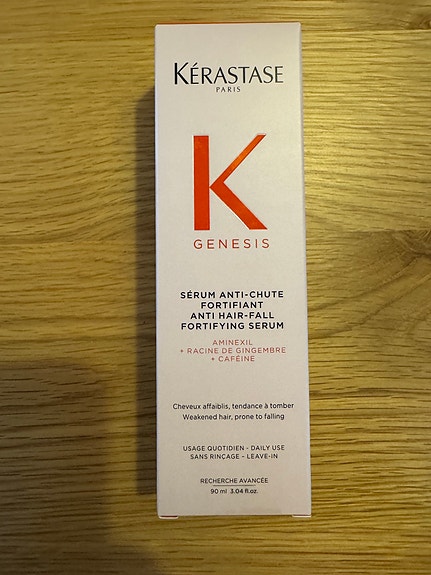 KÉRASTASE
PARIS
K
GENESIS
SÉRUM ANTI-CHUTE
FORTIFIANT
ANTI HAIR-FALL
FORTIFYING SERUM
AMINEXIL
+ RACINE DE GINGEMBRE
+ CAFÉINE
Cheveux affaiblis, tendance à tomber
Weakened hair, prone to falling
USAGE QUOTIDIEN - DAILY USE
SANS RINÇAGE - LEAVE-IN
RECHERCHE AVANCÉE
90 ml 3.04 fl.oz.